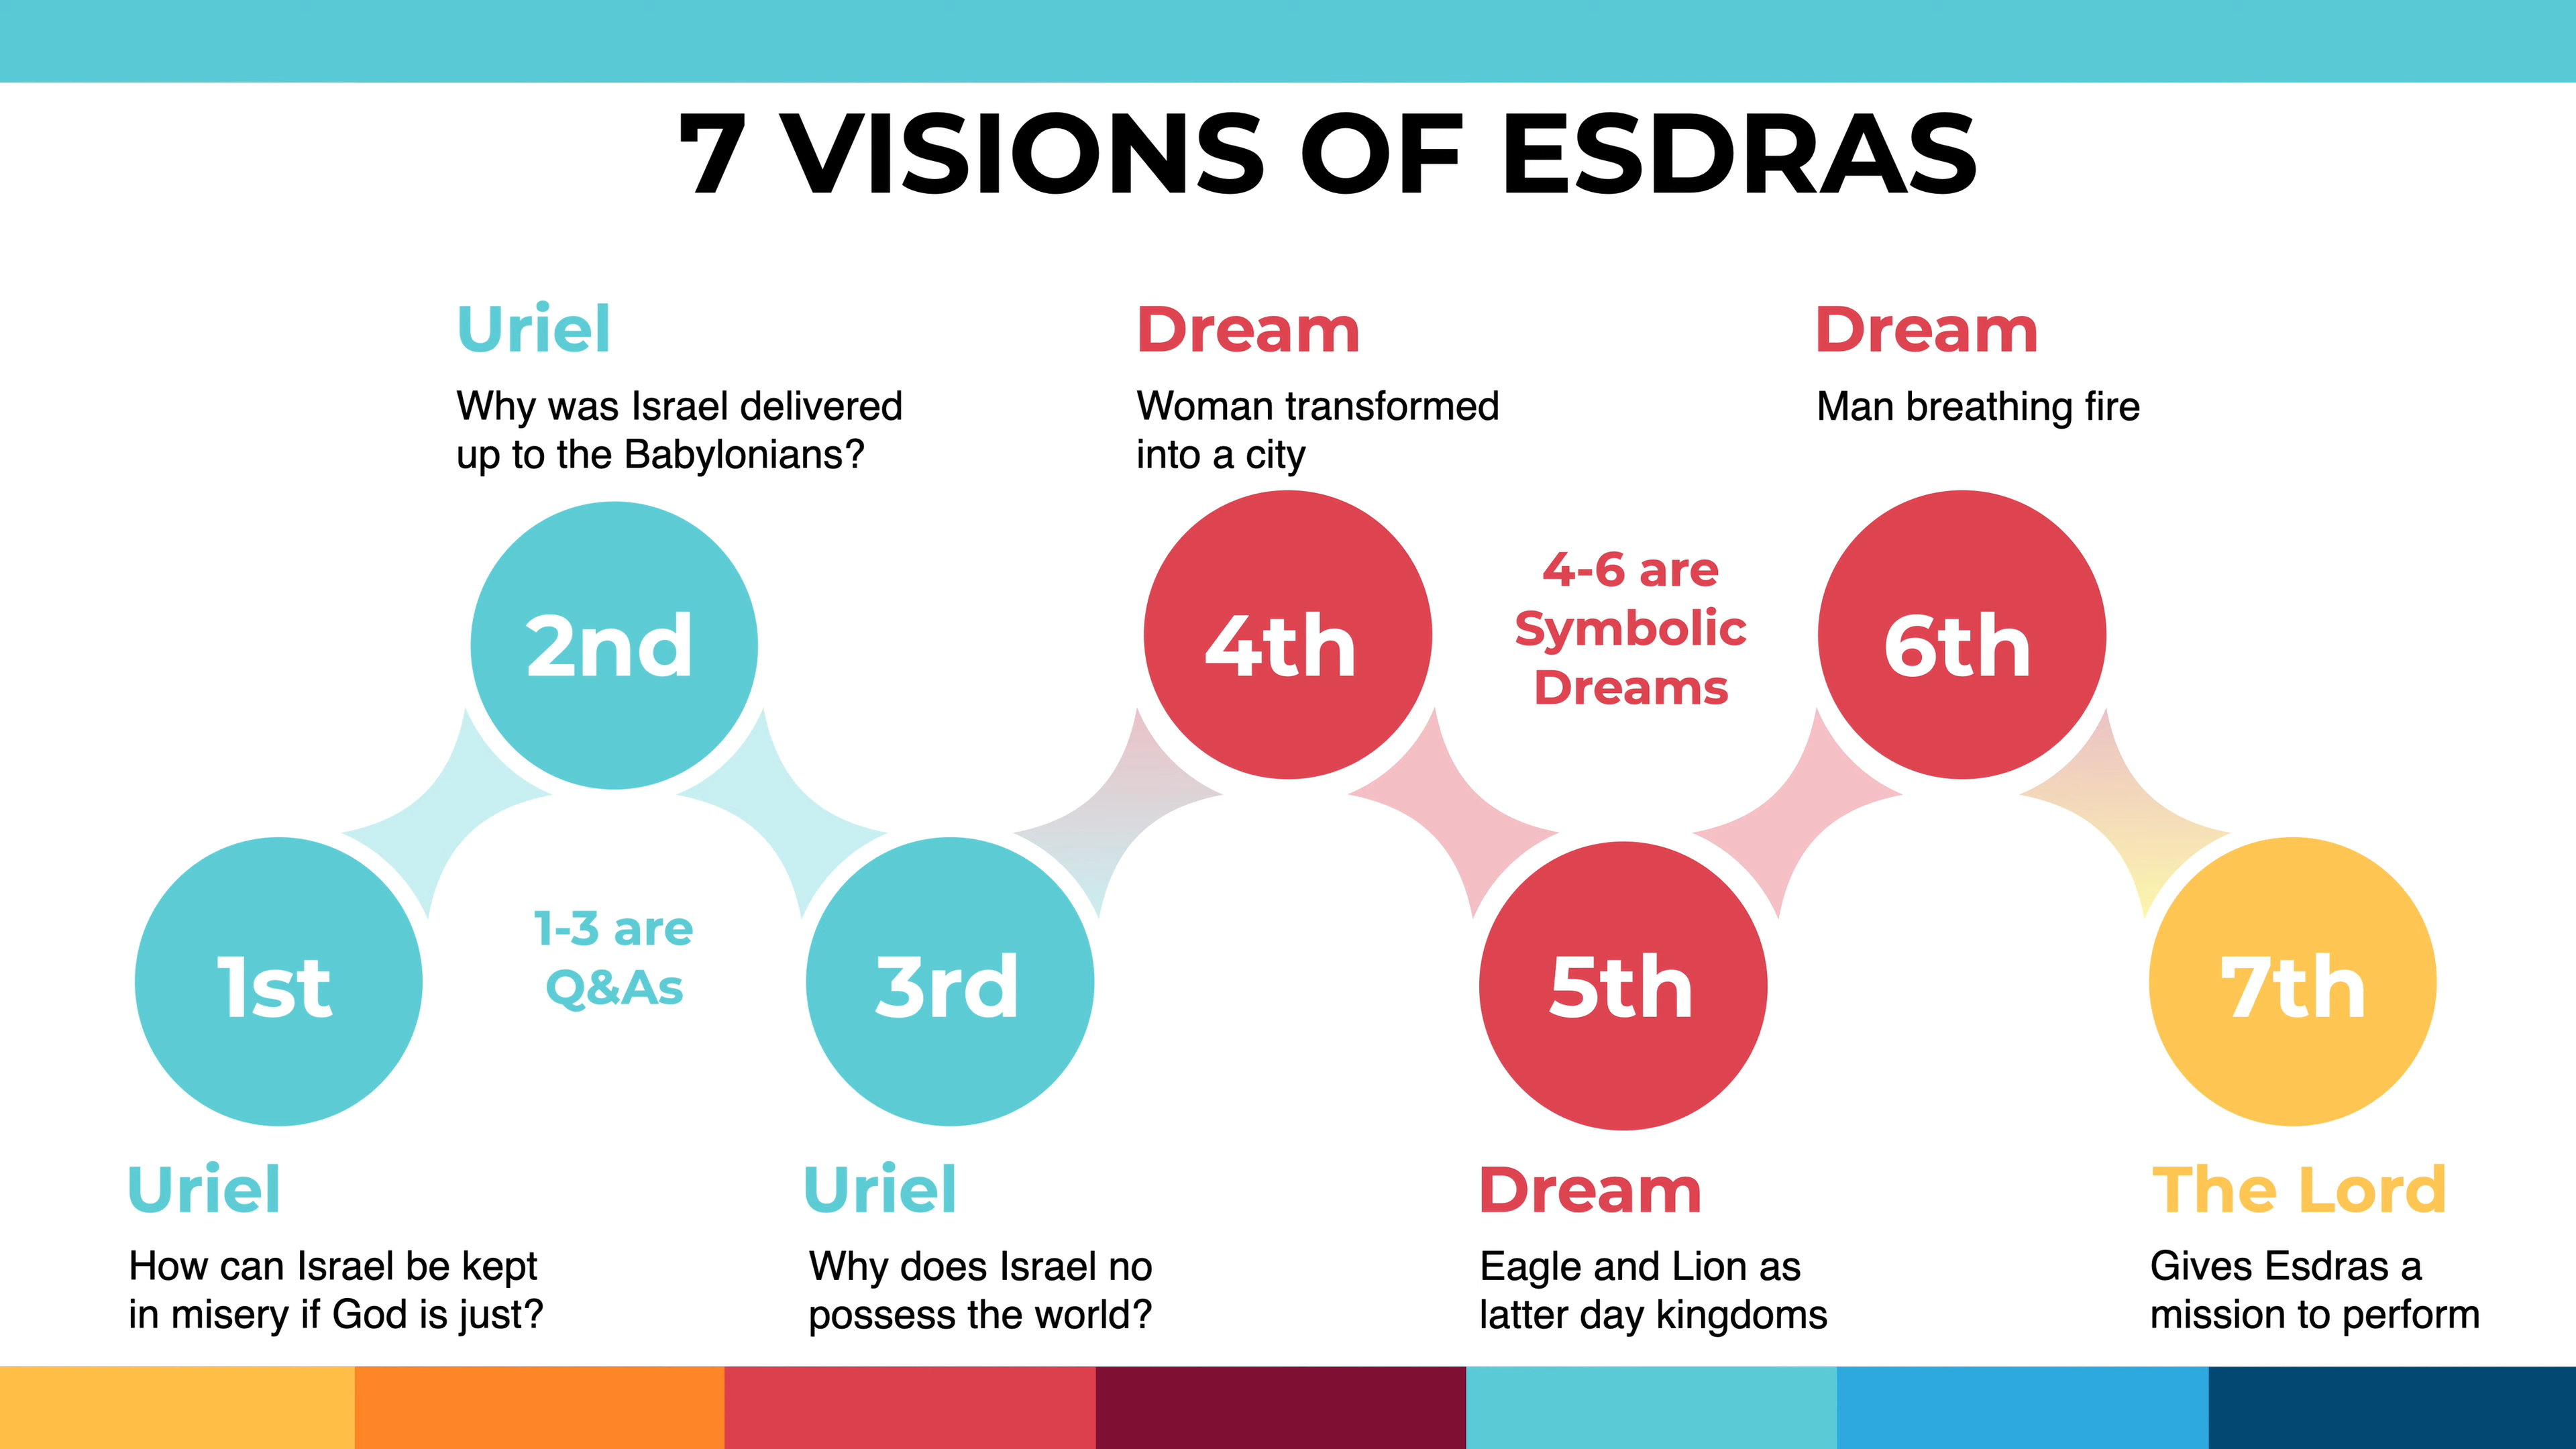 7 VISIONS OF ESDRAS
Uriel
Why was Israel delivered
up to the Babylonians?
Dream
Woman transformed
into a city
Dream
Man breathing fire
2nd
4th
4-6 are
Symbolic
Dreams
6th
1st
1-3 are
Q&As
3rd
5th
7th
Uriel
How can Israel be kept
in misery if God is just?
Uriel
Why does Israel no
possess the world?
Dream
Eagle and Lion as
latter day kingdoms
The Lord
Gives Esdras a
mission to perform